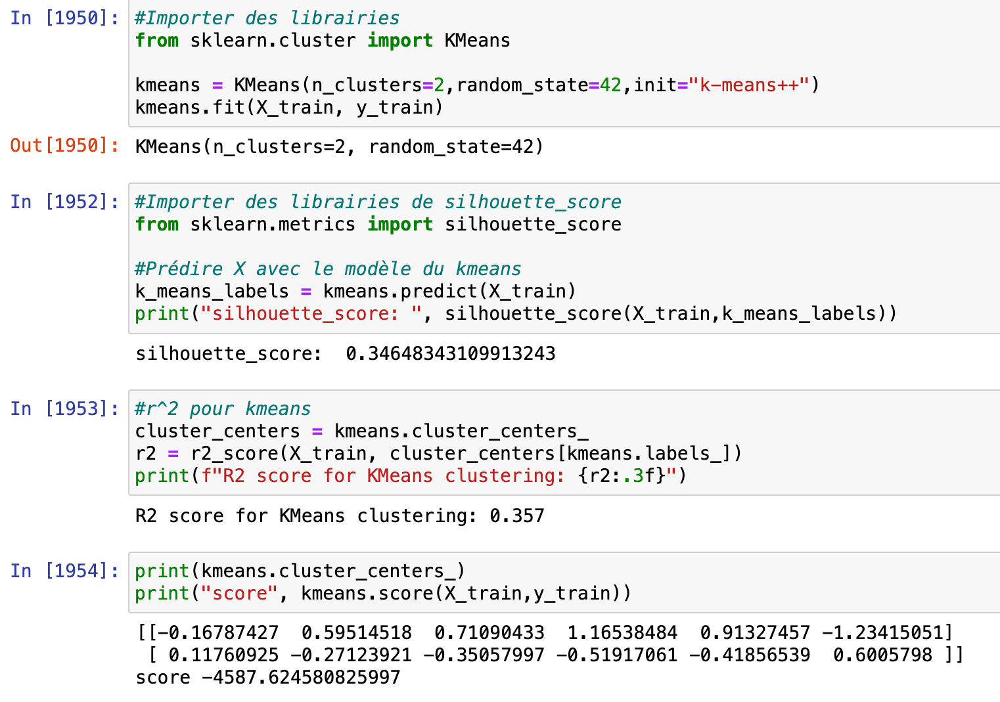 In [1950]: #Importer des librairies
from sklearn.cluster import KMeans
kmeans = KMeans(n_clusters=2,random_state=42,init="k-means++")
kmeans.fit(X_train, y_train)
Out[1950]: KMeans(n_clusters=2, random_state=42)
In [1952]: #Importer des librairies de silhouette_score
from sklearn.metrics import silhouette_score
#Prédire X avec le modèle du kmeans
k_means_labels = kmeans.predict(X_train)
print("silhouette_score: ", silhouette_score(X_train,k_means_labels))
silhouette_score:  0.34648343109913243
In [1953]: #r^2 pour kmeans
cluster_centers = kmeans.cluster_centers_
r2 = r2_score(X_train, cluster_centers[kmeans.labels_])
print(f"R2 score for KMeans clustering: {r2:.3f}")
R2 score for KMeans clustering: 0.357
In [1954]: print(kmeans.cluster_centers_)
print("score", kmeans.score(X_train,y_train))
[[-0.16787427  0.59514518  0.71090433  1.16538484  0.91327457 -1.23415051]
[ 0.11760925 -0.27123921 -0.35057997 -0.51917061 -0.41856539  0.6005798 ]]
score -4587.624580825997